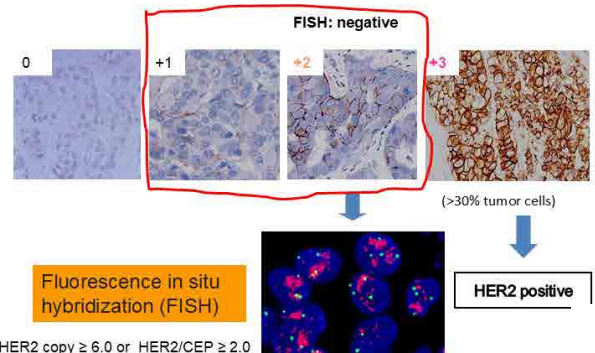 FISH: negative
0
+1
+2
+3
(>30% tumor cells)
Fluorescence in situ
hybridization (FISH)
HER2 positive
HER2 copy ≥ 6.0 or HER2/CEP ≥ 2.0